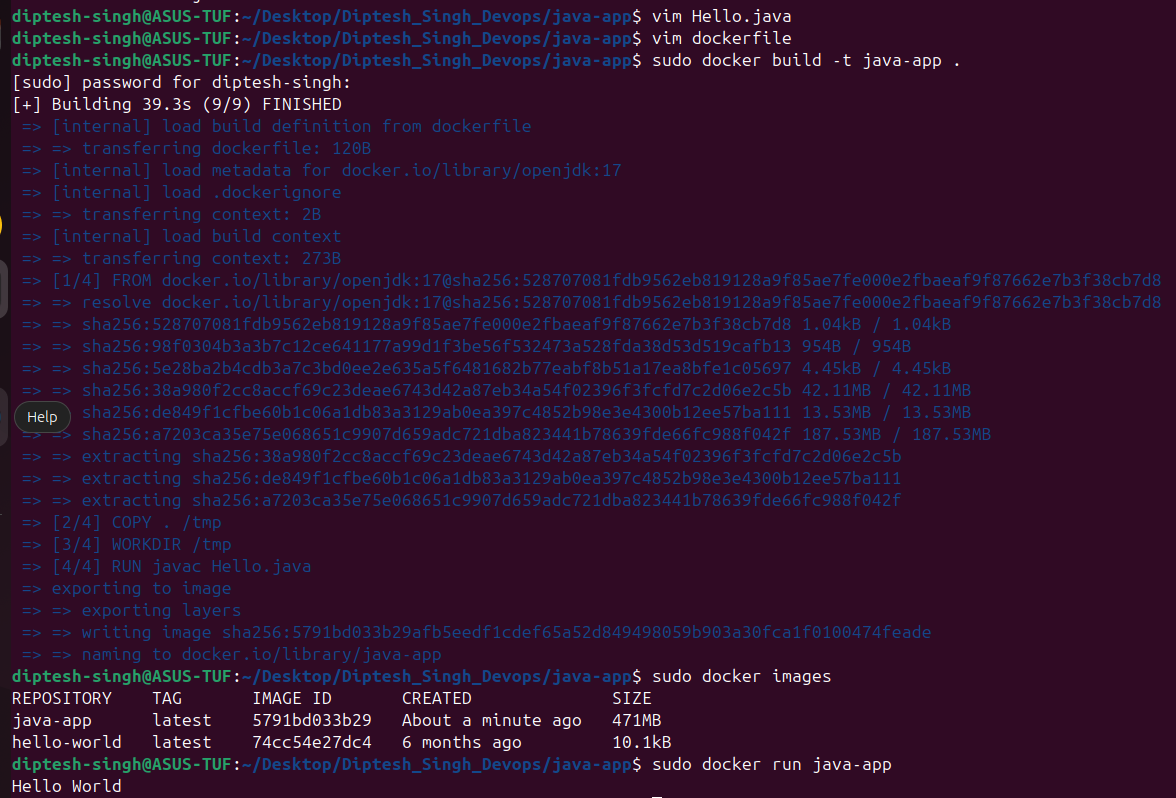 diptesh-singh@ASUS-TUF:~/Desktop/Diptesh_Singh_Devops/java-app$ vim Hello.java
diptesh-singh@ASUS-TUF:~/Desktop/Diptesh_Singh_Devops/java-app$ vim dockerfile
diptesh-singh@ASUS-TUF:~/Desktop/Diptesh_Singh_Devops/java-app$ sudo docker build -t java-app .
[sudo] password for diptesh-singh:
[+] Building 39.3s (9/9) FINISHED
=> [internal] load build definition from dockerfile
=> => transferring dockerfile: 120B
=> [internal] load metadata for docker.io/library/openjdk:17
=> [internal] load .dockerignore
=> => transferring context: 2B
=> [internal] load build context
=> => transferring context: 273B
=> [1/4] FROM docker.io/library/openjdk:17@sha256:528707081fdb9562eb819128a9f85ae7fe000e2fbaeaf9f87662e7b3f38cb7d8
=> => resolve docker.io/library/openjdk:17@sha256:528707081fdb9562eb819128a9f85ae7fe000e2fbaeaf9f87662e7b3f38cb7d8
=> => sha256:528707081fdb9562eb819128a9f85ae7fe000e2fbaeaf9f87662e7b3f38cb7d8 1.04kB / 1.04kB
=> => sha256:98f0304b3a3b7c12ce641177a99d1f3be56f532473a528fda38d53d519cafb13 954B / 954B
=> => sha256:5e28ba2b4cdb3a7c3bd0ee2e635a5f6481682b77eabf8b51a17ea8bfe1c05697 4.45kB / 4.45kB
=> => sha256:38a980f2cc8accf69c23deae6743d42a87eb34a54f02396f3fcfd7c2d06e2c5b 42.11MB / 42.11MB
Help
=> => sha256:de849f1cfbe60b1c06a1db83a3129ab0ea397c4852b98e3e4300b12ee57ba111 13.53MB / 13.53MB
=> => sha256:a7203ca35e75e068651c9907d659adc721dba823441b78639fde66fc988f042f 187.53MB / 187.53MB
=> => extracting sha256:38a980f2cc8accf69c23deae6743d42a87eb34a54f02396f3fcfd7c2d06e2c5b
=> => extracting sha256:de849f1cfbe60b1c06a1db83a3129ab0ea397c4852b98e3e4300b12ee57ba111
=> => extracting sha256:a7203ca35e75e068651c9907d659adc721dba823441b78639fde66fc988f042f
=> [2/4] COPY . /tmp
=> [3/4] WORKDIR /tmp
=> [4/4] RUN javac Hello.java
=> exporting to image
=> => exporting layers
=> => writing image sha256:5791bd033b29afb5eedf1cdef65a52d849498059b903a30fca1f0100474feade
=> => naming to docker.io/library/java-app
diptesh-singh@ASUS-TUF:~/Desktop/Diptesh_Singh_Devops/java-app$ sudo docker images
REPOSITORY TAG IMAGE ID CREATED SIZE
java-app latest 5791bd033b29 About a minute ago 471MB
hello-world latest 74cc54e27dc4 6 months ago 10.1kB
diptesh-singh@ASUS-TUF:~/Desktop/Diptesh_Singh_Devops/java-app$ sudo docker run java-app
Hello World